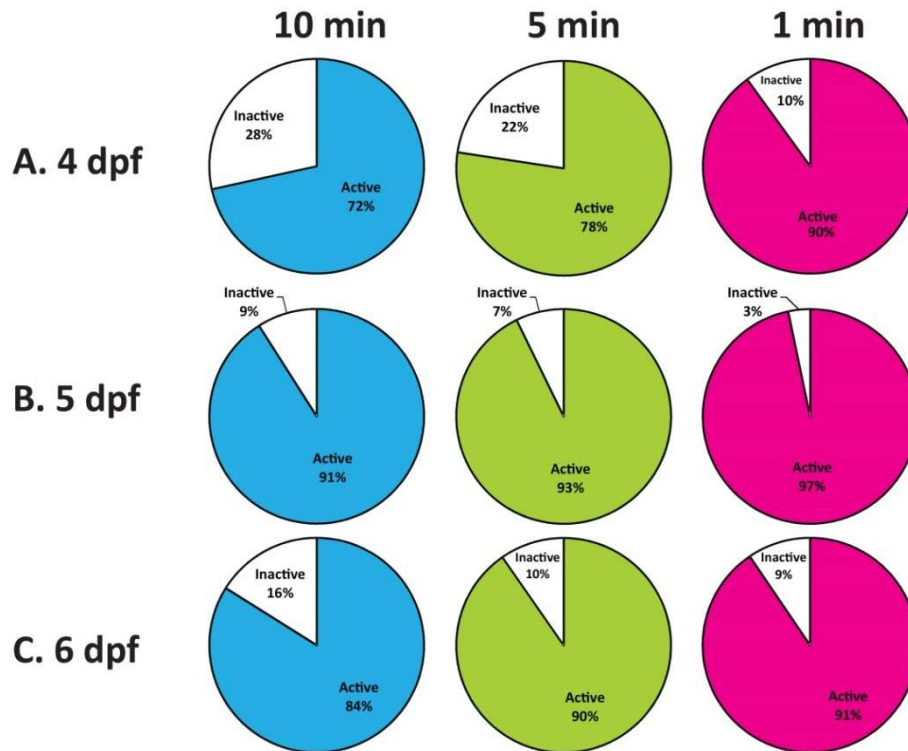 10 min 5 min 1 min
A. 4 dpf
Inactive
28%
Active
72%
Inactive
22%
Active
78%
Inactive
10%
Active
90%
B. 5 dpf
Inactive
9%
Active
91%
Inactive
7%
Active
93%
Inactive
3%
Active
97%
C. 6 dpf
Inactive
16%
Active
84%
Inactive
10%
Active
90%
Inactive
9%
Active
91%